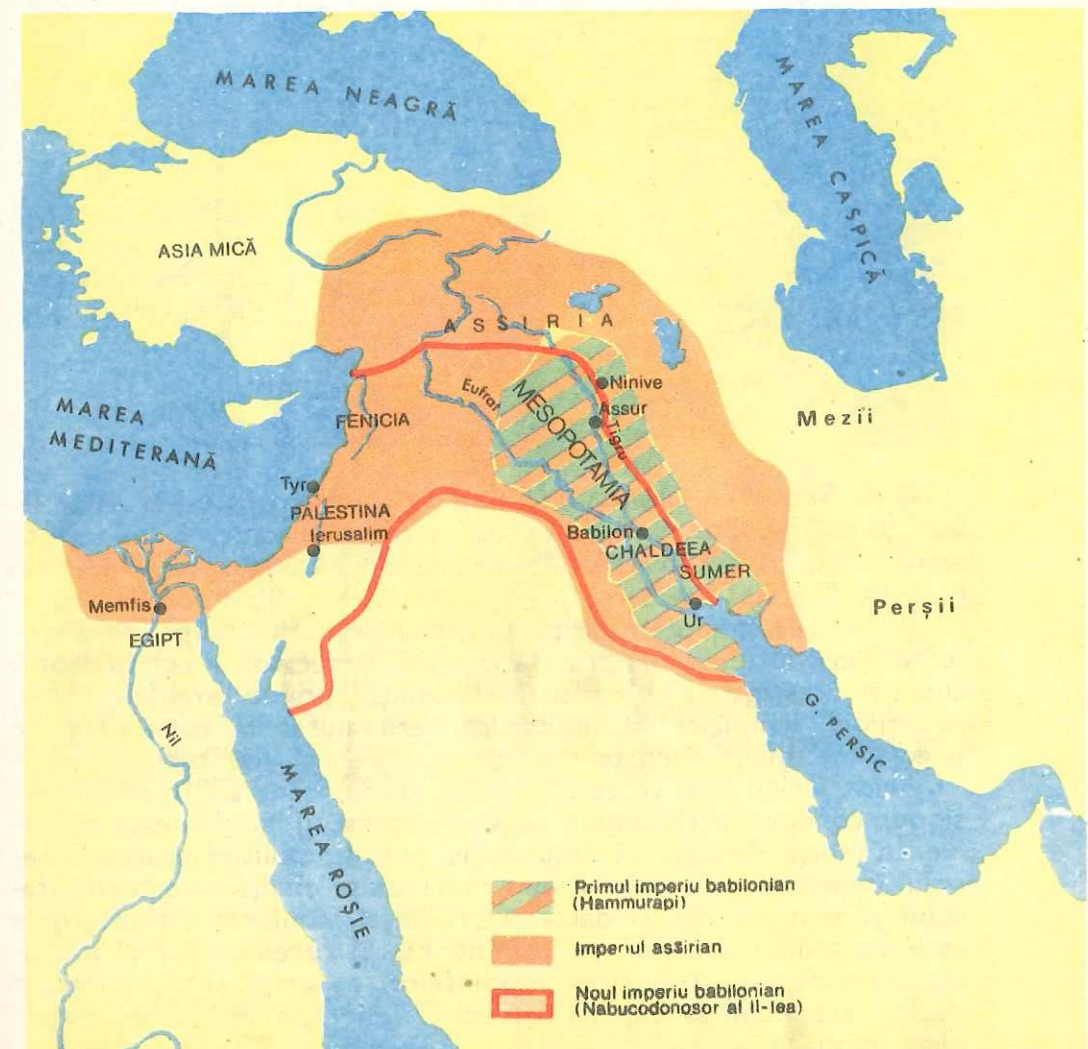 MAREA NEAGRĂ
MAREA CASPICĂ
ASIA MICĂ
ASSIRIA
Ninive
Eufrat
MESOPOTAMIA
Assur
Tigru
Mezii
MAREA
MEDITERANĂ
FENICIA
Tyr
PALESTINA
Ierusalim
Babilon
CHALDEEA
SUMER
Memfis
Ur
Perșii
EGIPT
Nil
G. PERSIC
MAREA ROȘIE
Primul imperiu babilonian
(Hammurapi)
Imperiul assirian
Noul imperiu babilonian
(Nabucodonosor al II-lea)